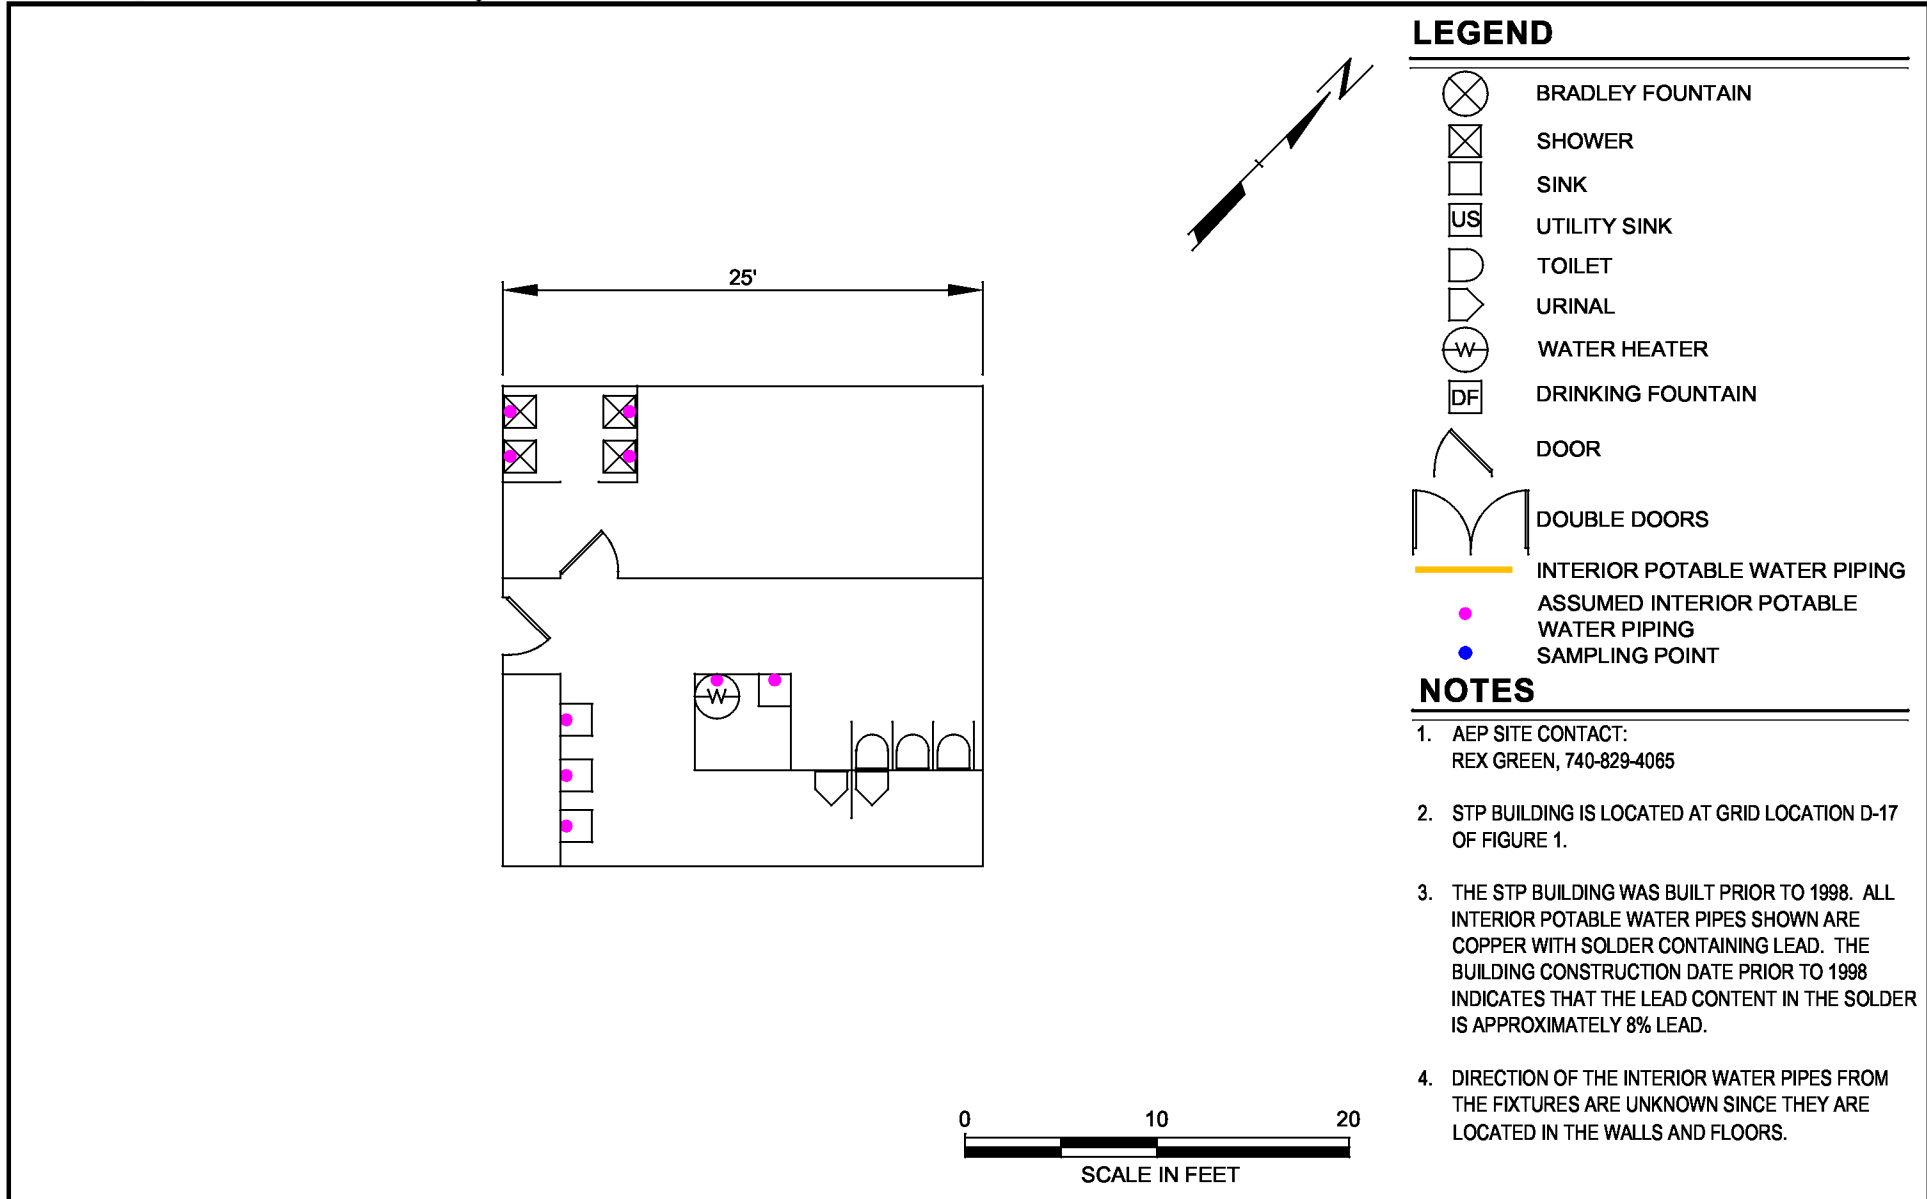 N
LEGEND
BRADLEY FOUNTAIN
SHOWER
SINK
US UTILITY SINK
TOILET
URINAL
W WATER HEATER
DF DRINKING FOUNTAIN
DOOR
DOUBLE DOORS
INTERIOR POTABLE WATER PIPING
ASSUMED INTERIOR POTABLE
WATER PIPING
SAMPLING POINT
NOTES
1. AEP SITE CONTACT:
REX GREEN, 740-829-4065
2. STP BUILDING IS LOCATED AT GRID LOCATION D-17
OF FIGURE 1.
3. THE STP BUILDING WAS BUILT PRIOR TO 1998. ALL
INTERIOR POTABLE WATER PIPES SHOWN ARE
COPPER WITH SOLDER CONTAINING LEAD. THE
BUILDING CONSTRUCTION DATE PRIOR TO 1998
INDICATES THAT THE LEAD CONTENT IN THE SOLDER
IS APPROXIMATELY 8% LEAD.
4. DIRECTION OF THE INTERIOR WATER PIPES FROM
THE FIXTURES ARE UNKNOWN SINCE THEY ARE
LOCATED IN THE WALLS AND FLOORS.
25'
W
0 10 20
SCALE IN FEET